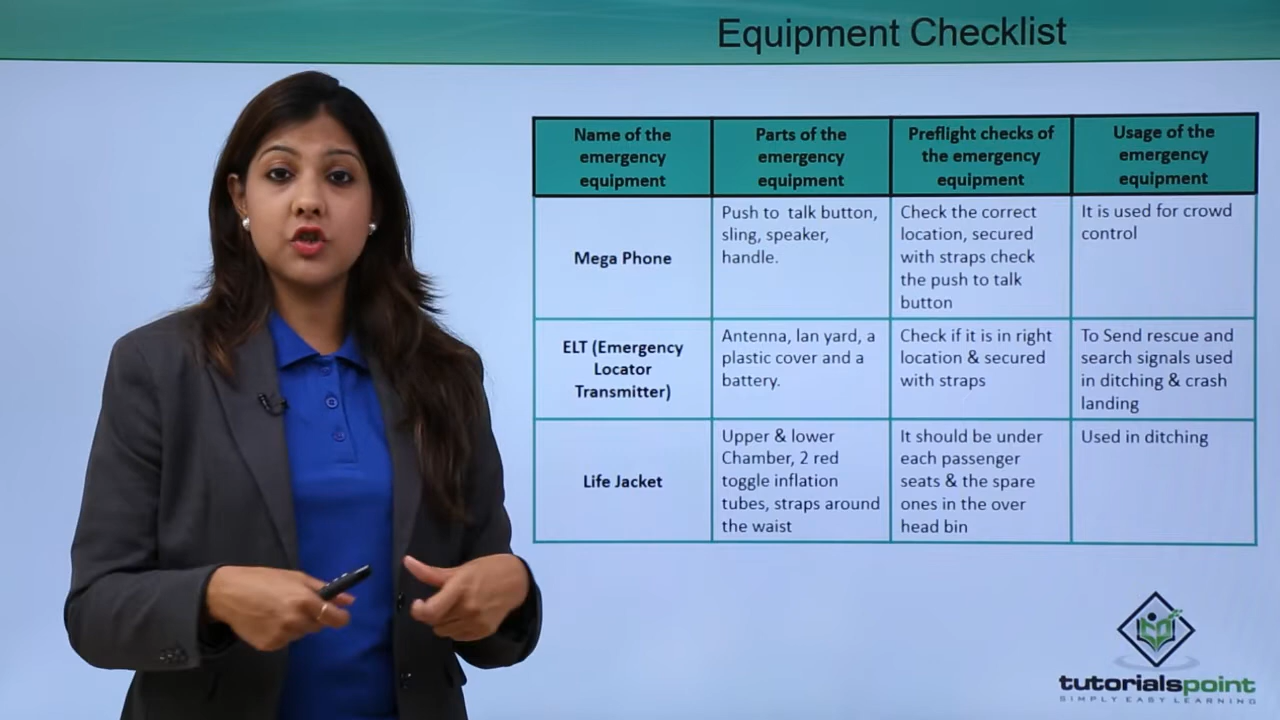 Equipment Checklist
Name of the
emergency
equipment
Parts of the
emergency
equipment
Preflight checks of
the emergency
equipment
Usage of the
emergency
equipment
Mega Phone
Push to talk button,
sling, speaker,
handle.
Check the correct
location, secured
with straps check
the push to talk
button
It is used for crowd
control
ELT (Emergency
Locator
Transmitter)
Antenna, lan yard, a
plastic cover and a
battery.
Check if it is in right
location & secured
with straps
To Send rescue and
search signals used
in ditching & crash
landing
Life Jacket
Upper & lower
Chamber, 2 red
toggle inflation
tubes, straps around
the waist
It should be under
each passenger
seats & the spare
ones in the over
head bin
Used in ditching
tutorialspoint
SIMPLY EASY LEARNING